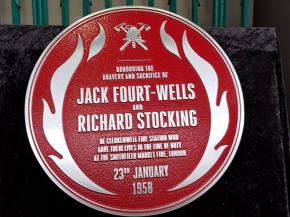 HONOURING THE
BRAVERY AND SACRIFICE OF
JACK FOURT-WELLS
AND
RICHARD STOCKING
OF CLERKENWELL FIRE STATION WHO
GAVE THEIR LIVES IN THE LINE OF DUTY
AT THE SMITHFIELD MARKET FIRE, LONDON
23RD JANUARY
1958